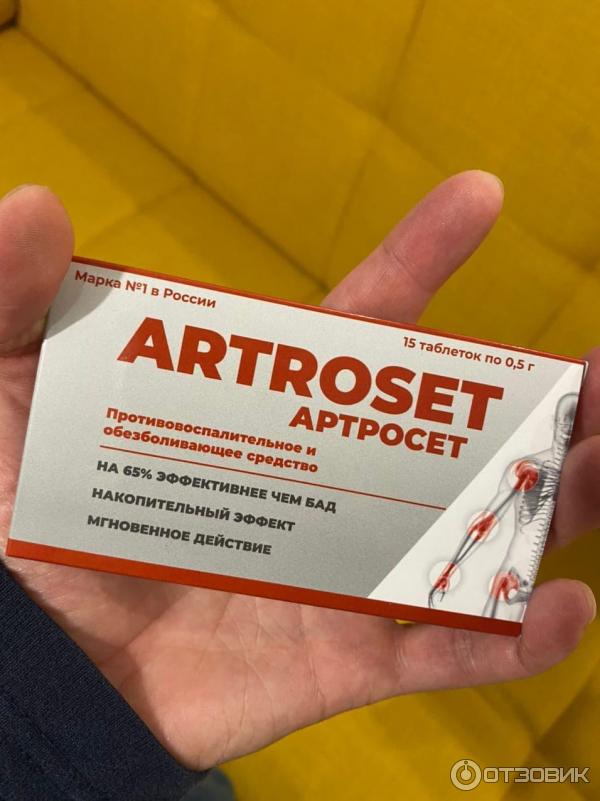 Марка №1 в России
15 таблеток по 0,5 г
ARTROSET
АРТРОСЕТ
Противовоспалительное и
обезболивающее средство
НА 65% ЭФФЕКТИВНЕЕ ЧЕМ БАД
НАКОПИТЕЛЬНЫЙ ЭФФЕКТ
МГНОВЕННОЕ ДЕЙСТВИЕ
ОТЗОВИК